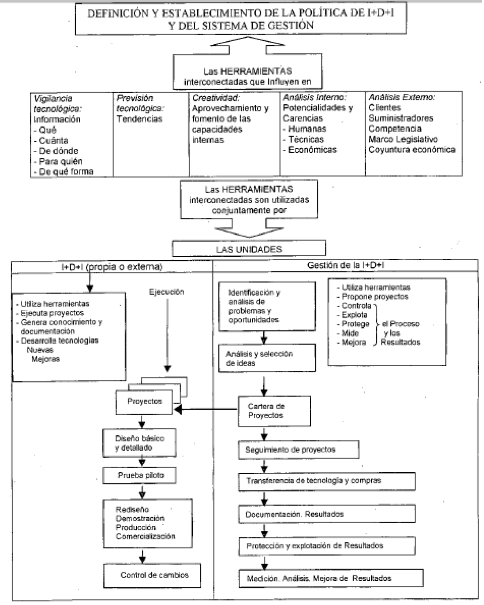 DEFINICIÓN Y ESTABLECIMIENTO DE LA POLÍTICA DE I+D+I
Y DEL SISTEMA DE GESTIÓN
Las HERRAMIENTAS
interconectadas que Influyen en
Vigilancia
tecnológica:
Información
- Qué
- Cuánta
- De dónde
- Para quién
- De qué forma
Previsión
tecnológica:
Tendencias
Creatividad:
Aprovechamiento y
fomento de las
capacidades
internas
Análisis Interno:
Potencialidades y
Carencias
- Humanas
- Técnicas
- Económicas
Análisis Externo:
Clientes
Suministradores
Competencia
Marco Legislativo
Coyuntura económica
Las HERRAMIENTAS
interconectadas son utilizadas
conjuntamente por
LAS UNIDADES
I+D+I (propia o externa)
- Utiliza herramientas
- Ejecuta proyectos
- Genera conocimiento y
documentación
- Desarrolla tecnologías
Nuevas
Mejoras
Ejecución
Proyectos
Diseño básico
y detallado
Prueba piloto
Rediseño
Demostración
Producción
Comercialización
Control de cambios
Gestión de la I+D+I
Identificación y
análisis de
problemas y
oportunidades
- Utiliza herramientas
- Propone proyectos
- Controla
- Explota
- Protege el Proceso
- Mide y los
- Mejora Resultados
Análisis y selección
de ideas
Cartera de
Proyectos
Seguimiento de proyectos
Transferencia de tecnología y compras
Documentación. Resultados
Protección y explotación de Resultados
Medición. Análisis. Mejora de Resultados